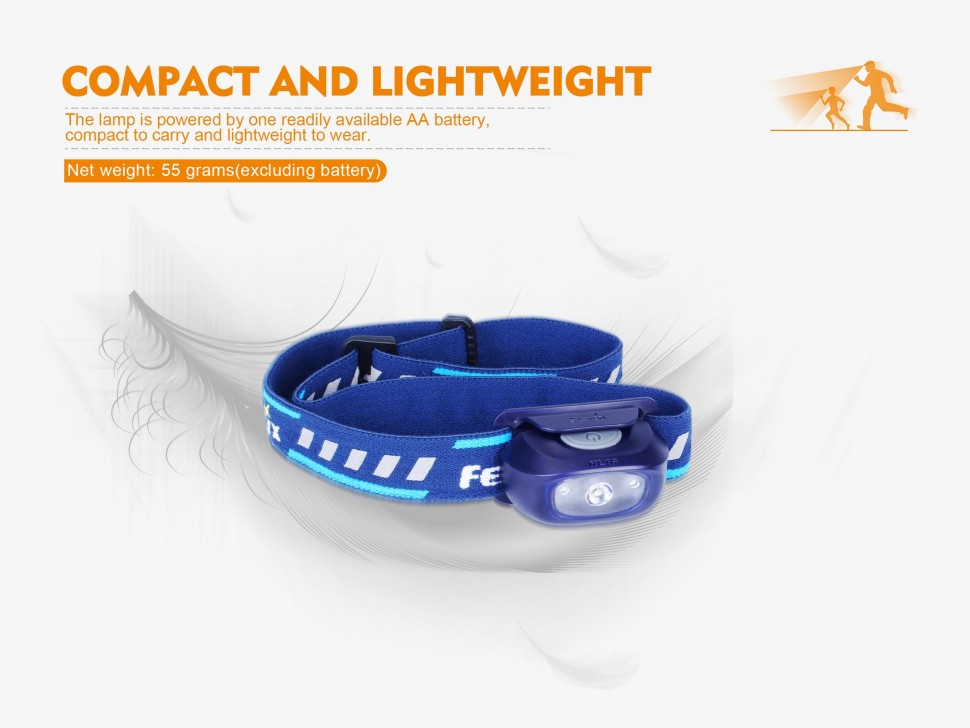 COMPACT AND LIGHTWEIGHT
The lamp is powered by one readily available AA battery,
compact to carry and lightweight to wear.
Net weight: 55 grams(excluding battery)